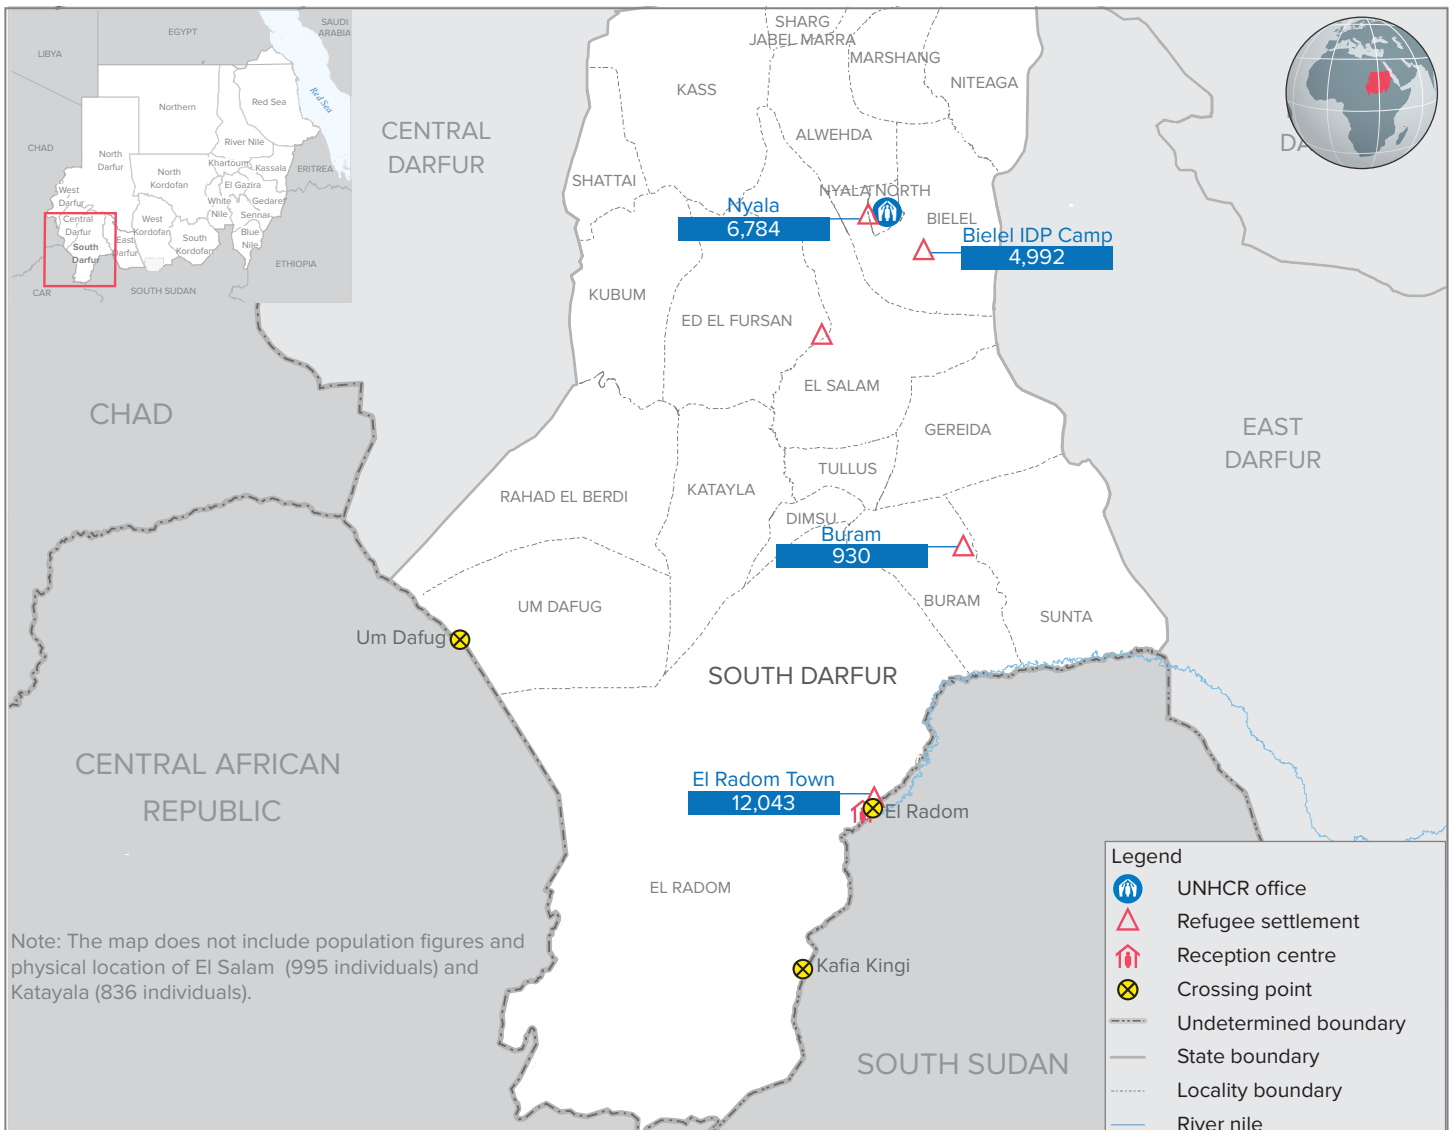 EGYPT
SAUDI
ARABIA
LIBYA
Red Sea
Northern
Red Sea
CHAD
North
Darfur
River Nile
Khartoum
Kassala
ERITREA
North
Kordofan
West
Darfur
El Gazira
White
Nile
Gedaref
Sennar
Central
Darfur
West
Kordofan
South
Darfur
East
Darfur
South
Kordofan
Blue
Nile
ETHIOPIA
CAR
SOUTH SUDAN
CENTRAL
DARFUR
SHARG
JABEL MARRA
MARSHANG
KASS
NITEAGA
ALWEHDA
DA
SHATTAI
NYALA NORTH
Nyala
6,784
BIELEL
Bielel IDP Camp
4,992
KUBUM
ED EL FURSAN
EL SALAM
CHAD
GEREIDA
EAST
DARFUR
TULLUS
KATAYLA
RAHAD EL BERDI
DIMSU
Buram
930
UM DAFUG
BURAM
SUNTA
Um Dafug
SOUTH DARFUR
CENTRAL AFRICAN
REPUBLIC
El Radom Town
12,043
El Radom
EL RADOM
Kafia Kingi
SOUTH SUDAN
Note: The map does not include population figures and
physical location of El Salam (995 individuals) and
Katayala (836 individuals).
Legend
UNHCR office
Refugee settlement
Reception centre
Crossing point
Undetermined boundary
State boundary
Locality boundary
River nile